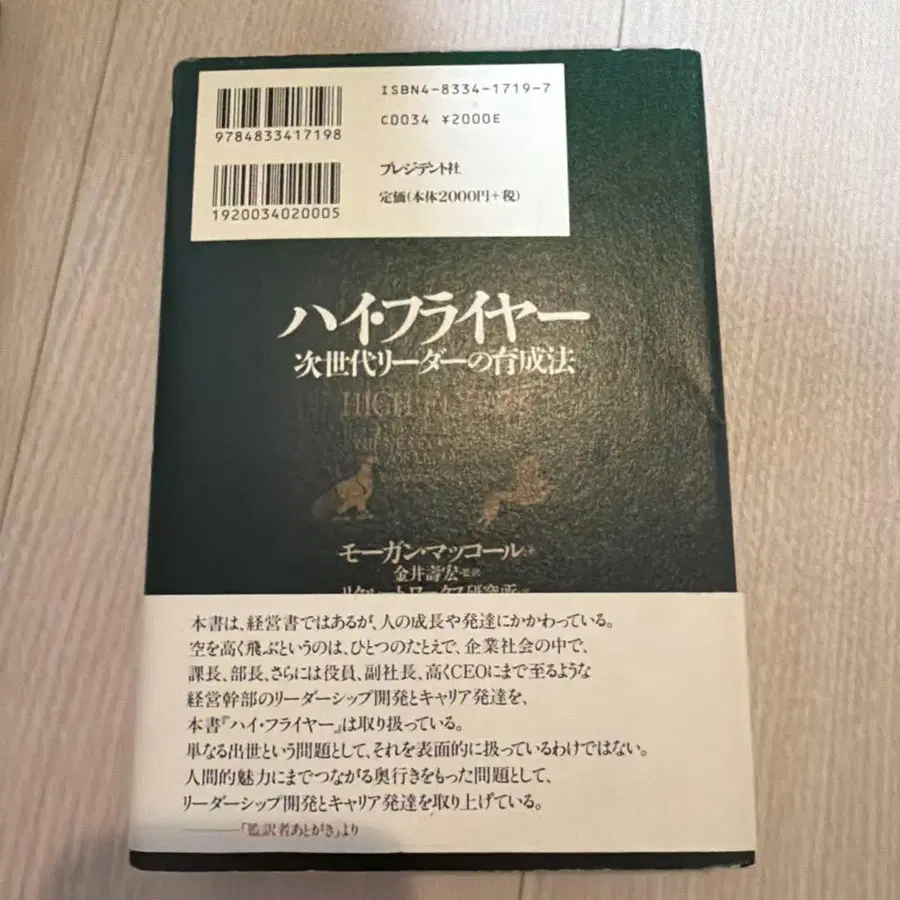 ISBN4-8334-1719-7
C0034 ¥2000E
9784833417198
プレジデント社
定価(本体2000円+税)
1920034020005
ハイ・フライヤー
次世代リーダーの育成法
HIGH
モーガン・マッコール 著
金井壽宏 監訳
リクルートワークス研究所
本書は、経営書ではあるが、人の成長や発達にかかわっている。
空を高く飛ぶというのは、ひとつのたとえで、企業社会の中で、
課長、部長、さらには役員、副社長、高くCEOにまで至るような
経営幹部のリーダーシップ開発とキャリア発達を、
本書『ハイ・フライヤー』は取り扱っている。
単なる出世という問題として、それを表面的に扱っているわけではない。
人間的魅力にまでつながる奥行きをもった問題として、
リーダーシップ開発とキャリア発達を取り上げている。
「監訳者あとがき」より